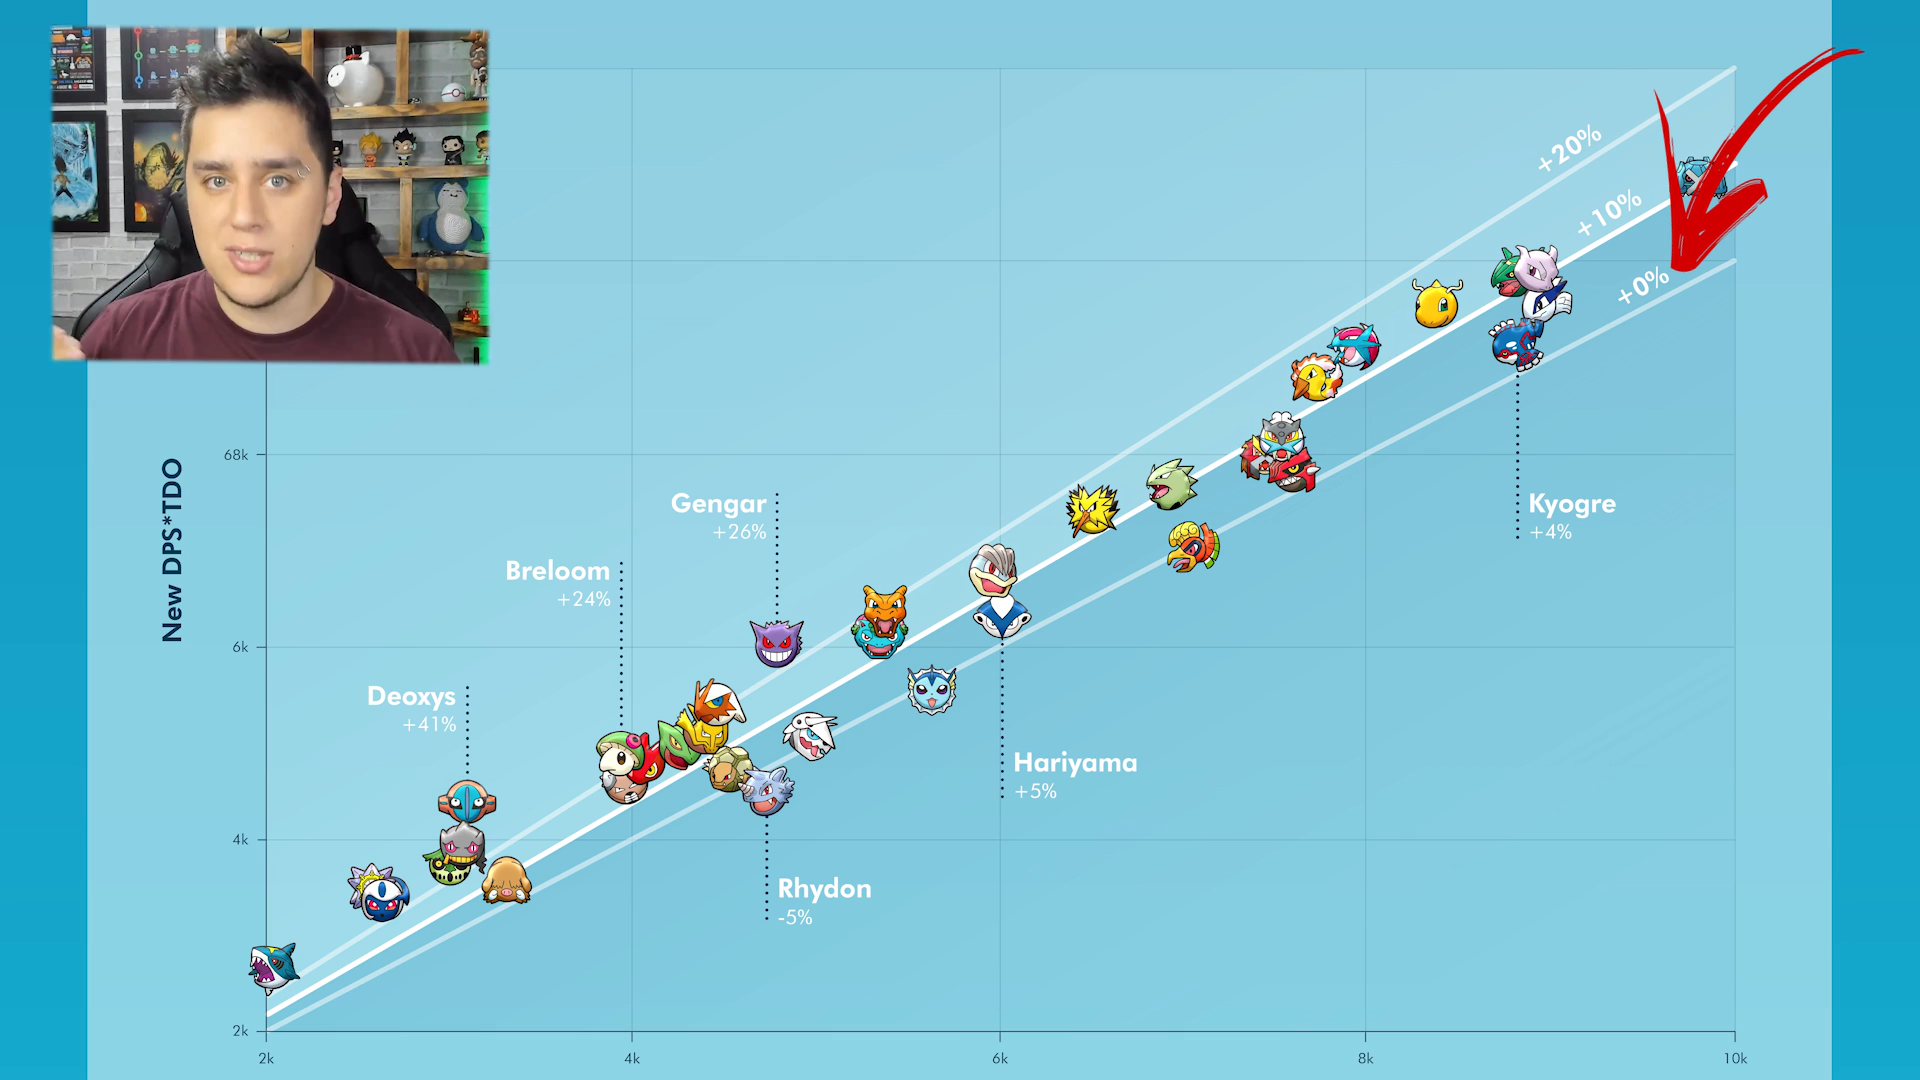 +20%
+10%
+0%
68k
New DPS*TDO
Gengar
+26%
Kyogre
+4%
Breloom
+24%
6k
Deoxys
+41%
Hariyama
+5%
4k
Rhydon
-5%
2k
2k
4k
6k
8k
10k